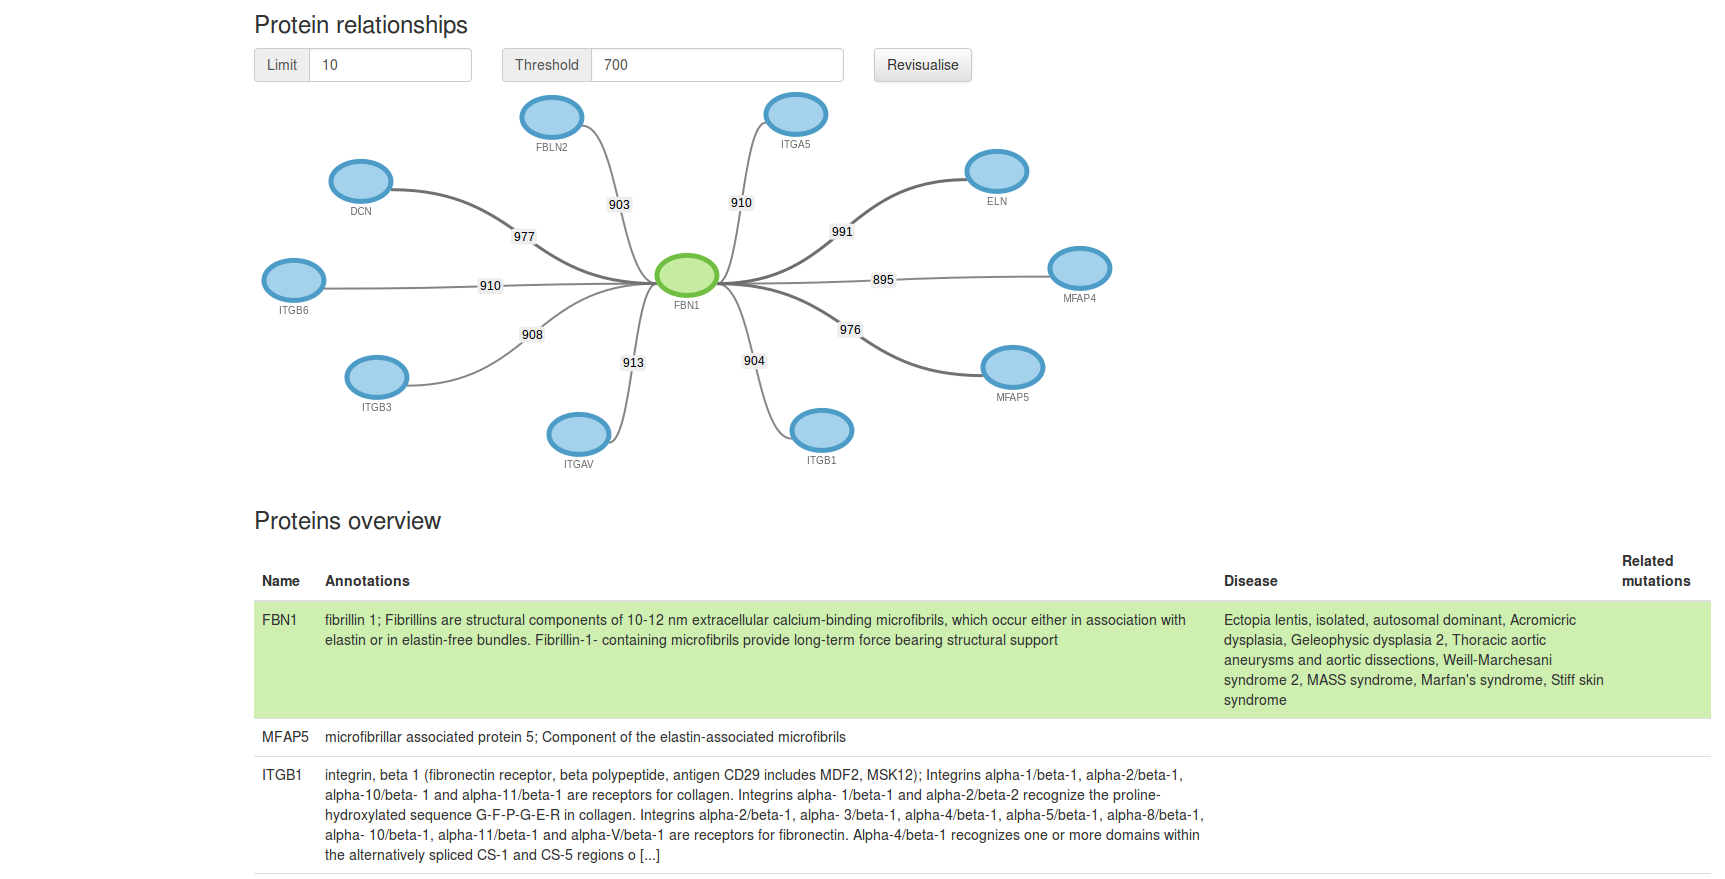 Protein relationships
Limit 10 Threshold 700 Revisualise
FBLN2
ITGA5
DCN
ELN
903
910
977
991
ITGB6
910
FBN1
895
MFAP4
908
976
ITGB3
913
904
MFAP5
ITGAV
ITGB1
Proteins overview
Name Annotations Disease Related mutations
FBN1 fibrillin 1; Fibrillins are structural components of 10-12 nm extracellular calcium-binding microfibrils, which occur either in association with
elastin or in elastin-free bundles. Fibrillin-1- containing microfibrils provide long-term force bearing structural support
Ectopia lentis, isolated, autosomal dominant, Acromicric
dysplasia, Geleophysic dysplasia 2, Thoracic aortic
aneurysms and aortic dissections, Weill-Marchesani
syndrome 2, MASS syndrome, Marfan's syndrome, Stiff skin
syndrome
MFAP5 microfibrillar associated protein 5; Component of the elastin-associated microfibrils
ITGB1 integrin, beta 1 (fibronectin receptor, beta polypeptide, antigen CD29 includes MDF2, MSK12); Integrins alpha-1/beta-1, alpha-2/beta-1,
alpha-10/beta- 1 and alpha-11/beta-1 are receptors for collagen. Integrins alpha- 1/beta-1 and alpha-2/beta-2 recognize the proline-
hydroxylated sequence G-F-P-G-E-R in collagen. Integrins alpha-2/beta-1, alpha- 3/beta-1, alpha-4/beta-1, alpha-5/beta-1, alpha-8/beta-1,
alpha- 10/beta-1, alpha-11/beta-1 and alpha-V/beta-1 are receptors for fibronectin. Alpha-4/beta-1 recognizes one or more domains within
the alternatively spliced CS-1 and CS-5 regions o [...]